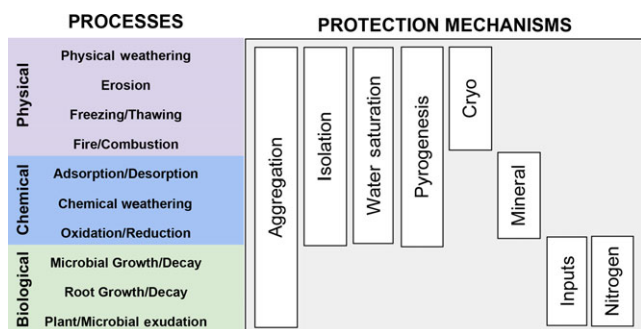 PROCESSES
PROTECTION MECHANISMS
Physical
Physical weathering
Erosion
Freezing/Thawing
Fire/Combustion
Chemical
Adsorption/Desorption
Chemical weathering
Oxidation/Reduction
Biological
Microbial Growth/Decay
Root Growth/Decay
Plant/Microbial exudation
Aggregation
Isolation
Water saturation
Pyrogenesis
Cryo
Mineral
Inputs
Nitrogen